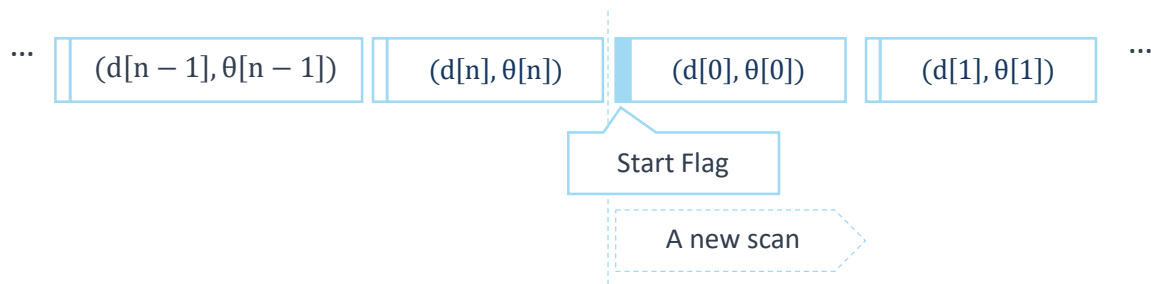 ... (d[n − 1], θ[n − 1]) (d[n], θ[n]) (d[0], θ[0]) (d[1], θ[1]) ...
Start Flag
A new scan